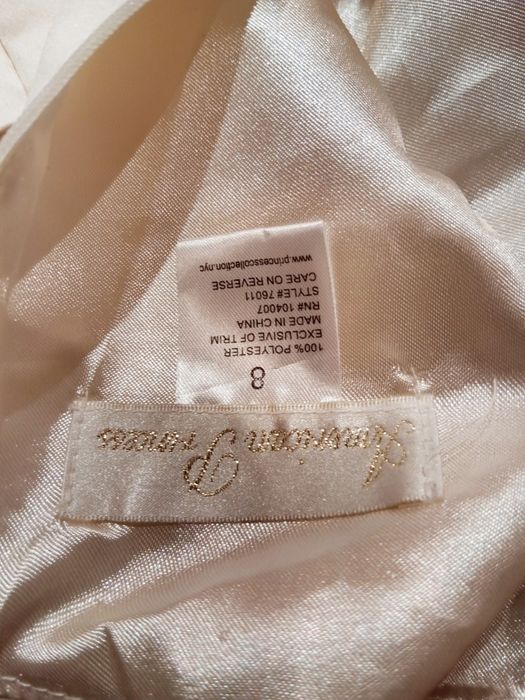 American Princess
8
100% POLYESTER
EXCLUSIVE OF TRIM
MADE IN CHINA
RN# 104007
STYLE# 76011
CARE ON REVERSE
www.princesscollection.nyc